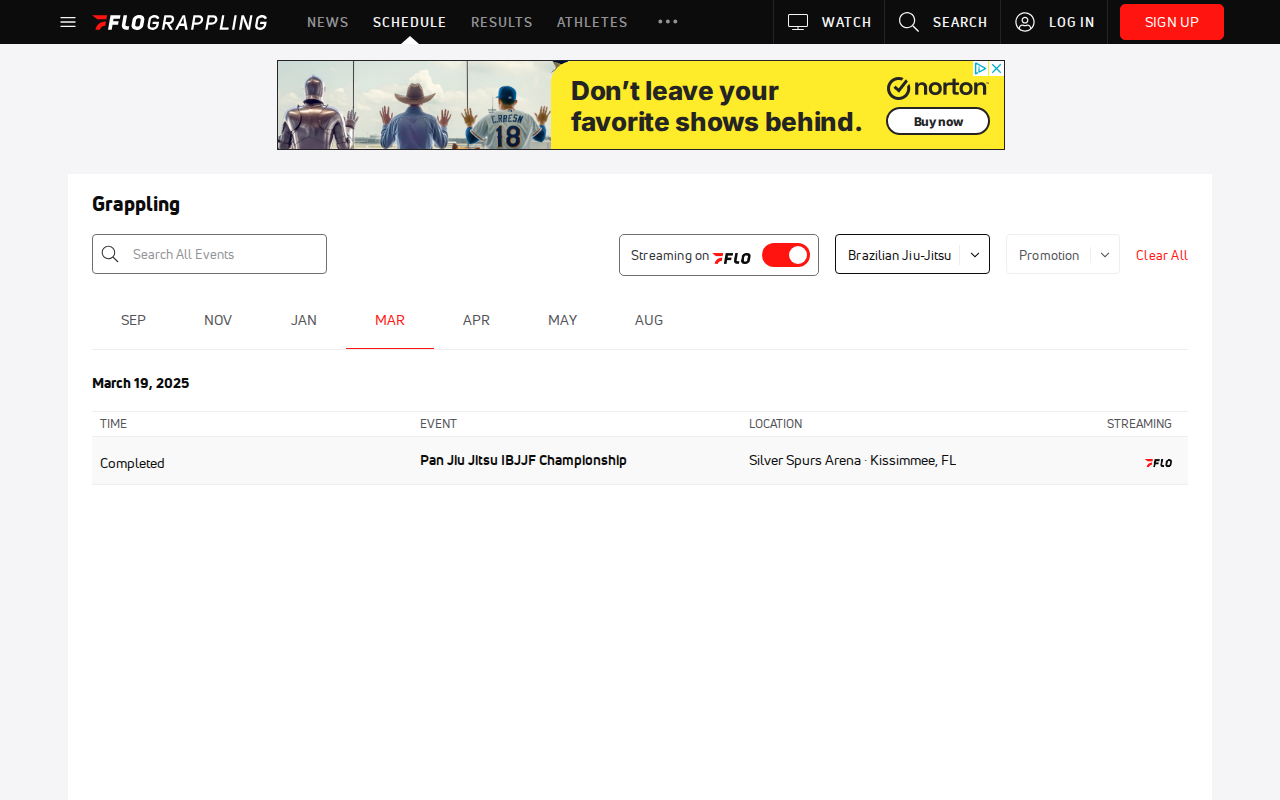 FLOGRAPPLING NEWS SCHEDULE RESULTS ATHLETES WATCH SEARCH LOG IN SIGN UP
Don't leave your
favorite shows behind.
norton
Buy now
18
Grappling
Search All Events Streaming on FLO Brazilian Jiu-Jitsu Promotion Clear All
SEP NOV JAN MAR APR MAY AUG
March 19, 2025
TIME EVENT LOCATION STREAMING
Completed Pan Jiu Jitsu IBJJF Championship Silver Spurs Arena · Kissimmee, FL FLO